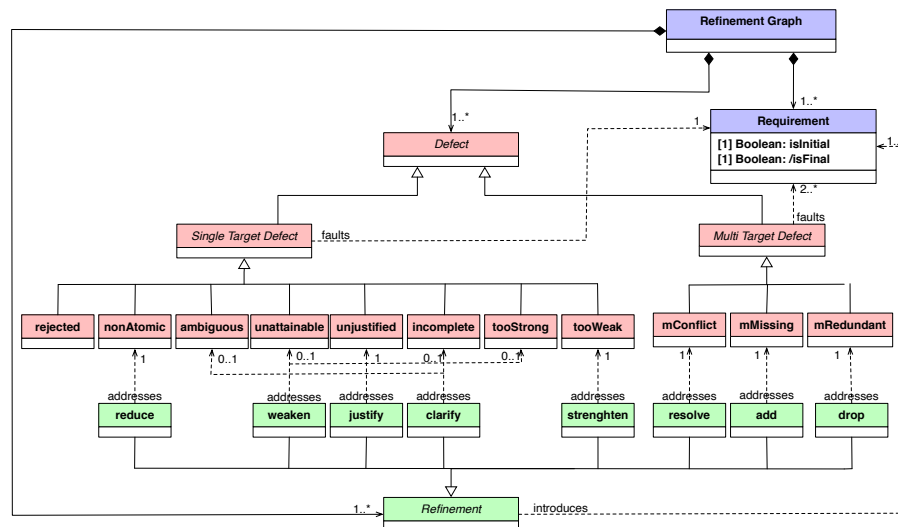 Refinement Graph
1..*
1..*
Requirement
1
[1] Boolean: isInitial
[1] Boolean: /isFinal
1..
Defect
2..*
faults
Single Target Defect
faults
Multi Target Defect
rejected
nonAtomic
ambiguous
unattainable
unjustified
incomplete
tooStrong
tooWeak
mConflict
mMissing
mRedundant
1
0..1
0..1
1
0..1
0..1
1
1
1
1
addresses
addresses
addresses
addresses
addresses
addresses
addresses
addresses
reduce
weaken
justify
clarify
strenghten
resolve
add
drop
1..*
Refinement
introduces